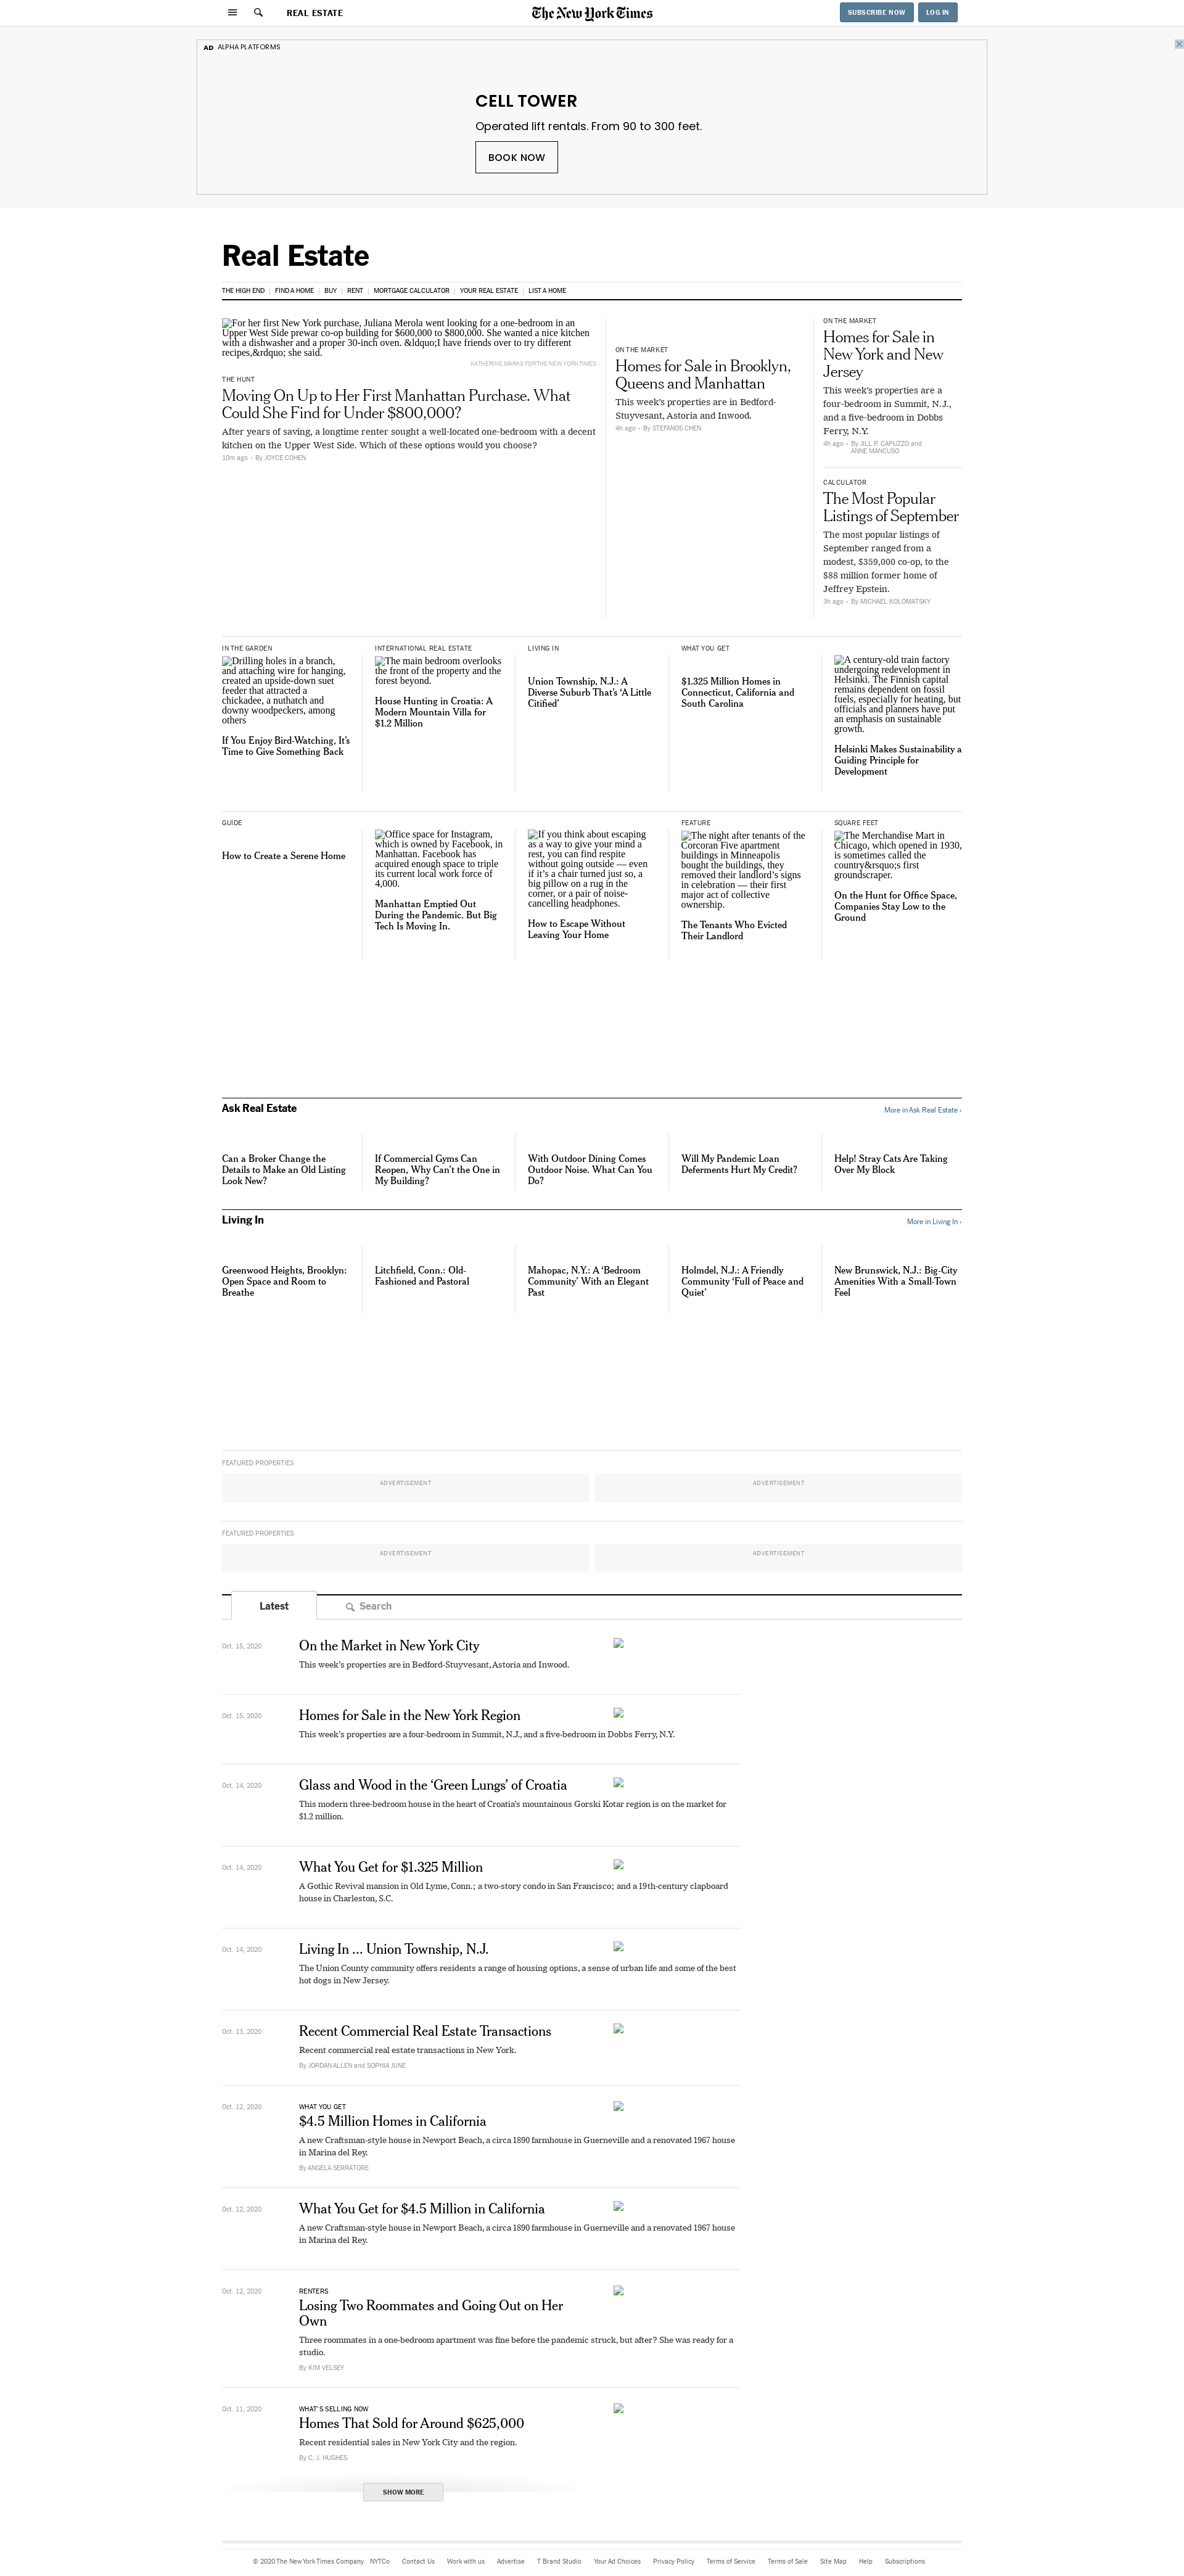 REAL ESTATE
The New York Times
SUBSCRIBE NOW
LOG IN
AD ALPHA PLATFORMS
CELL TOWER
Operated lift rentals. From 90 to 300 feet.
BOOK NOW
Real Estate
THE HIGH END | FIND A HOME | BUY | RENT | MORTGAGE CALCULATOR | YOUR REAL ESTATE | LIST A HOME
For her first New York purchase, Juliana Merola went looking for a one-bedroom in an
Upper West Side prewar co-op building for $600,000 to $800,000. She wanted a nice kitchen
with a dishwasher and a proper 30-inch oven. &ldquo;I have friends over to try different
recipes,&rdquo; she said.
KATHERINE MARKS FOR THE NEW YORK TIMES
THE HUNT
Moving On Up to Her First Manhattan Purchase. What
Could She Find for Under $800,000?
After years of saving, a longtime renter sought a well-located one-bedroom with a decent
kitchen on the Upper West Side. Which of these options would you choose?
10m ago · By JOYCE COHEN
ON THE MARKET
Homes for Sale in Brooklyn,
Queens and Manhattan
This week's properties are in Bedford-
Stuyvesant, Astoria and Inwood.
4h ago · By STEFANOS CHEN
ON THE MARKET
Homes for Sale in
New York and New
Jersey
This week's properties are a
four-bedroom in Summit, N.J.,
and a five-bedroom in Dobbs
Ferry, N.Y.
4h ago · By JILL P. CAPUZZO and
ANNE MANCUSO
CALCULATOR
The Most Popular
Listings of September
The most popular listings of
September ranged from a
modest, $359,000 co-op, to the
$88 million former home of
Jeffrey Epstein.
3h ago · By MICHAEL KOLOMATSKY
IN THE GARDEN
Drilling holes in a branch,
and attaching wire for hanging,
created an upside-down suet
feeder that attracted a
chickadee, a nuthatch and
downy woodpeckers, among
others
If You Enjoy Bird-Watching, It's
Time to Give Something Back
INTERNATIONAL REAL ESTATE
The main bedroom overlooks
the front of the property and the
forest beyond.
House Hunting in Croatia: A
Modern Mountain Villa for
$1.2 Million
LIVING IN
Union Township, N.J.: A
Diverse Suburb That's ‘A Little
Citified’
WHAT YOU GET
$1.325 Million Homes in
Connecticut, California and
South Carolina
A century-old train factory
undergoing redevelopment in
Helsinki. The Finnish capital
remains dependent on fossil
fuels, especially for heating, but
officials and planners have put
an emphasis on sustainable
growth.
Helsinki Makes Sustainability a
Guiding Principle for
Development
GUIDE
How to Create a Serene Home
Office space for Instagram,
which is owned by Facebook, in
Manhattan. Facebook has
acquired enough space to triple
its current local work force of
4,000.
Manhattan Emptied Out
During the Pandemic. But Big
Tech Is Moving In.
If you think about escaping
as a way to give your mind a
rest, you can find respite
without going outside — even
if it's a chair turned just so, a
big pillow on a rug in the
corner, or a pair of noise-
cancelling headphones.
How to Escape Without
Leaving Your Home
FEATURE
The night after tenants of the
Corcoran Five apartment
buildings in Minneapolis
bought the buildings, they
removed their landlord's signs
in celebration — their first
major act of collective
ownership.
The Tenants Who Evicted
Their Landlord
SQUARE FEET
The Merchandise Mart in
Chicago, which opened in 1930,
is sometimes called the
country&rsquo;s first
groundscraper.
On the Hunt for Office Space,
Companies Stay Low to the
Ground
Ask Real Estate
More in Ask Real Estate ›
Can a Broker Change the
Details to Make an Old Listing
Look New?
If Commercial Gyms Can
Reopen, Why Can't the One in
My Building?
With Outdoor Dining Comes
Outdoor Noise. What Can You
Do?
Will My Pandemic Loan
Deferments Hurt My Credit?
Help! Stray Cats Are Taking
Over My Block
Living In
More in Living In ›
Greenwood Heights, Brooklyn:
Open Space and Room to
Breathe
Litchfield, Conn.: Old-
Fashioned and Pastoral
Mahopac, N.Y.: A ‘Bedroom
Community’ With an Elegant
Past
Holmdel, N.J.: A Friendly
Community ‘Full of Peace and
Quiet’
New Brunswick, N.J.: Big-City
Amenities With a Small-Town
Feel
FEATURED PROPERTIES
ADVERTISEMENT
ADVERTISEMENT
FEATURED PROPERTIES
ADVERTISEMENT
ADVERTISEMENT
Latest
Search
Oct. 15, 2020
On the Market in New York City
This week's properties are in Bedford-Stuyvesant, Astoria and Inwood.
Oct. 15, 2020
Homes for Sale in the New York Region
This week's properties are a four-bedroom in Summit, N.J., and a five-bedroom in Dobbs Ferry, N.Y.
Oct. 14, 2020
Glass and Wood in the ‘Green Lungs’ of Croatia
This modern three-bedroom house in the heart of Croatia's mountainous Gorski Kotar region is on the market for
$1.2 million.
Oct. 14, 2020
What You Get for $1.325 Million
A Gothic Revival mansion in Old Lyme, Conn.; a two-story condo in San Francisco; and a 19th-century clapboard
house in Charleston, S.C.
Oct. 14, 2020
Living In ... Union Township, N.J.
The Union County community offers residents a range of housing options, a sense of urban life and some of the best
hot dogs in New Jersey.
Oct. 13, 2020
Recent Commercial Real Estate Transactions
Recent commercial real estate transactions in New York.
By JORDAN ALLEN and SOPHIA JUNE
Oct. 12, 2020
WHAT YOU GET
$4.5 Million Homes in California
A new Craftsman-style house in Newport Beach, a circa 1890 farmhouse in Guerneville and a renovated 1967 house
in Marina del Rey.
By ANGELA SERRATORE
Oct. 12, 2020
What You Get for $4.5 Million in California
A new Craftsman-style house in Newport Beach, a circa 1890 farmhouse in Guerneville and a renovated 1967 house
in Marina del Rey.
Oct. 12, 2020
RENTERS
Losing Two Roommates and Going Out on Her
Own
Three roommates in a one-bedroom apartment was fine before the pandemic struck, but after? She was ready for a
studio.
By KIM VELSEY
Oct. 11, 2020
WHAT'S SELLING NOW
Homes That Sold for Around $625,000
Recent residential sales in New York City and the region.
By C. J. HUGHES
SHOW MORE
© 2020 The New York Times Company NYTCo Contact Us Work with us Advertise T Brand Studio Your Ad Choices Privacy Policy Terms of Service Terms of Sale Site Map Help Subscriptions